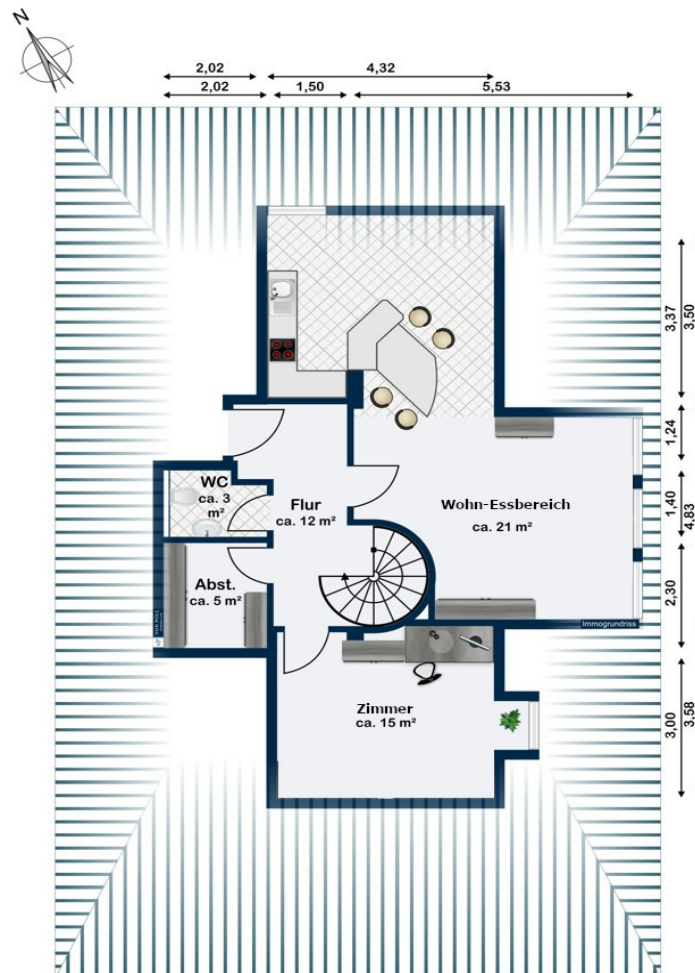 N
2,02
4,32
2,02
1,50
5,53
3,37
3,50
1,24
WC
ca. 3
m²
Flur
ca. 12 m²
Wohn-Essbereich
ca. 21 m²
1,40
4,83
Abst.
ca. 5 m²
2,30
Immogrundriss
Zimmer
ca. 15 m²
3,00
3,58